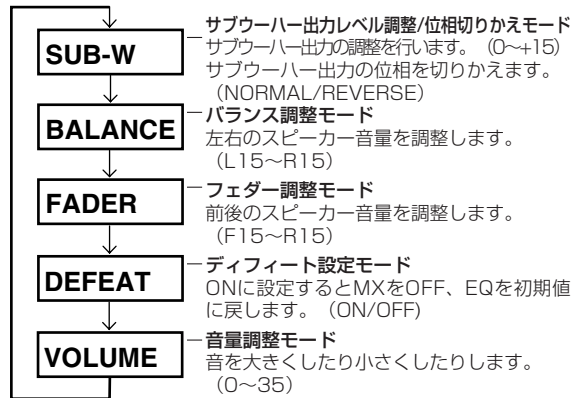 SUB-W
サブウーハー出力レベル調整/位相切りかえモード
サブウーハー出力の調整を行います。（0～+15）
サブウーハー出力の位相を切りかえます。
（NORMAL/REVERSE）
BALANCE
バランス調整モード
左右のスピーカー音量を調整します。
（L15～R15）
FADER
フェダー調整モード
前後のスピーカー音量を調整します。
（F15～R15）
DEFEAT
ディフィート設定モード
ONに設定するとMXをOFF、EQを初期値
に戻します。（ON/OFF)
VOLUME
音量調整モード
音を大きくしたり小さくしたりします。
（0～35）